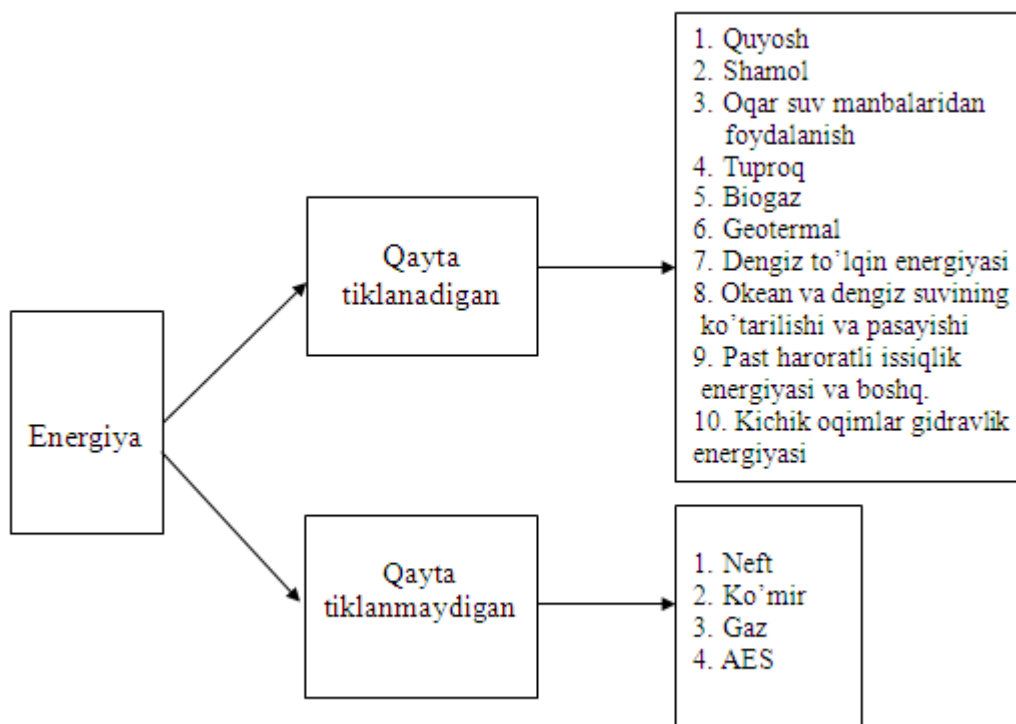 Energiya
Qayta
tiklanadigan
1. Quyosh
2. Shamol
3. Oqar suv manbalaridan
foydalanish
4. Tuproq
5. Biogaz
6. Geotermal
7. Dengiz to’lqin energiyasi
8. Okean va dengiz suvining
ko’tarilishi va pasayishi
9. Past haroratli issiqlik
energiyasi va boshq.
10. Kichik oqimlar gidravlik
energiyasi
Qayta
tiklanmaydigan
1. Neft
2. Ko’mir
3. Gaz
4. AES